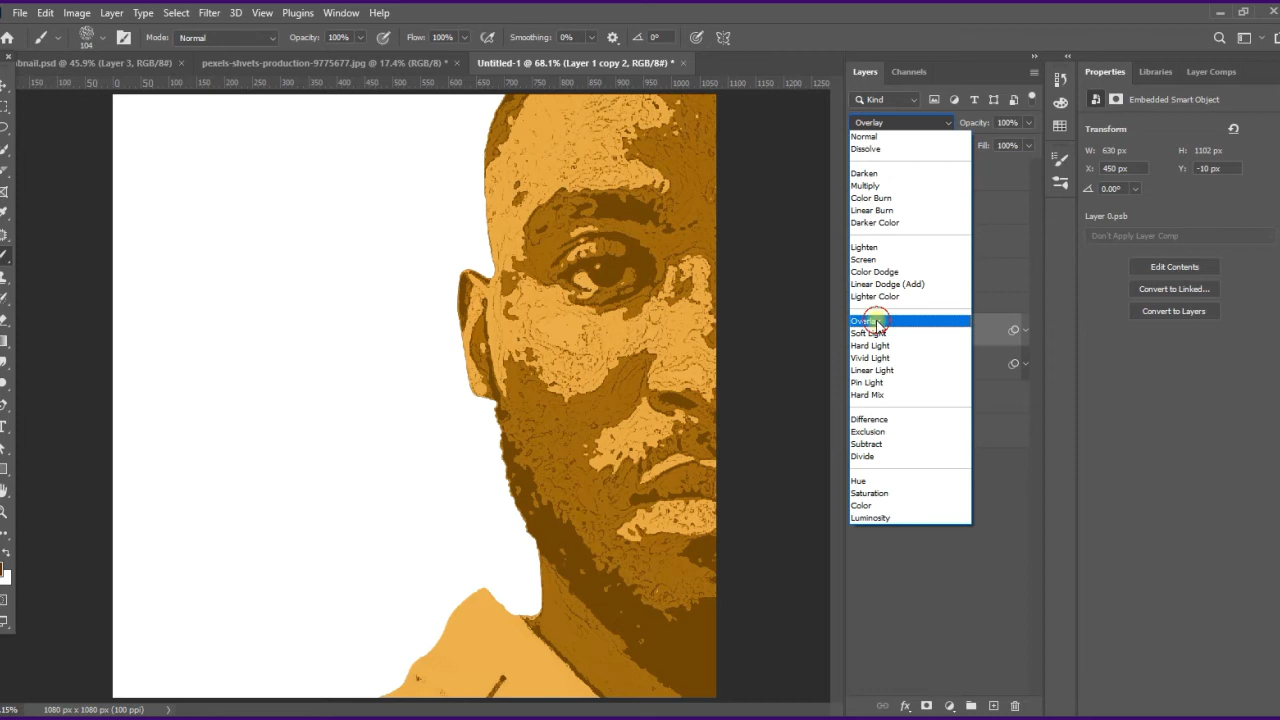 File Edit Image Layer Type Select Filter 3D View Plugins Window Help
104 Mode: Normal Opacity: 100% Flow: 100% Smoothing: 0% 0°
bnail.psd @ 45.9% (Layer 3, RGB/8#) × pexels-shvets-production-9775677.jpg @ 17.4% (RGB/8) * × Untitled-1 @ 68.1% (Layer 1 copy 2, RGB/8#) * ×
150 100 50 0 50 100 150 200 250 300 350 400 450 500 550 600 650 700 750 800 850 900 950 1000 1050 1100 1150 1200 1250
Layers Channels
Kind
Overlay Opacity: 100%
Fill: 100%
Normal
Dissolve
Darken
Multiply
Color Burn
Linear Burn
Darker Color
Lighten
Screen
Color Dodge
Linear Dodge (Add)
Lighter Color
Overlay
Soft Light
Hard Light
Vivid Light
Linear Light
Pin Light
Hard Mix
Difference
Exclusion
Subtract
Divide
Hue
Saturation
Color
Luminosity
Properties Libraries Layer Comps
Embedded Smart Object
Transform
W: 630 px H: 1102 px
X: 450 px Y: -10 px
0.00°
Layer 0.psb
Don't Apply Layer Comp
Edit Contents
Convert to Linked...
Convert to Layers
.15% 1080 px x 1080 px (100 ppi)